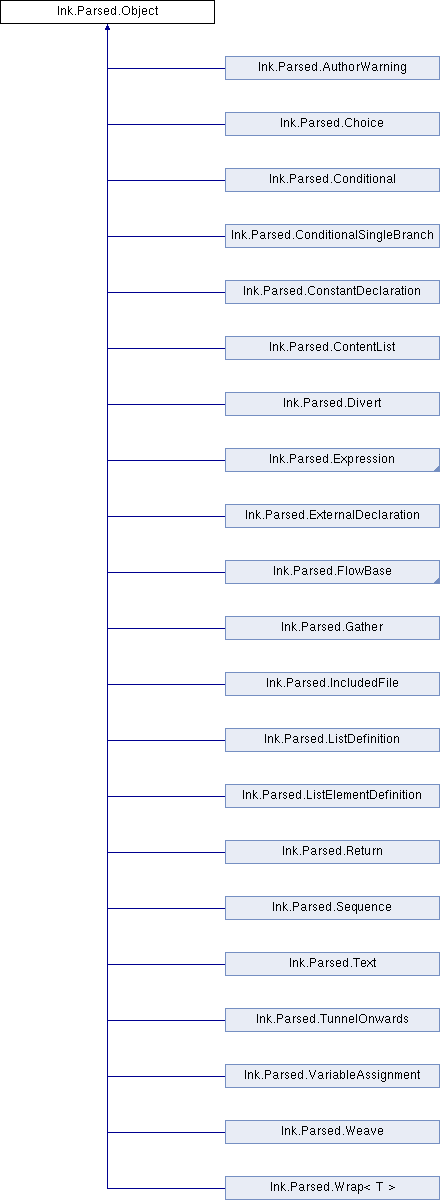 Ink.Parsed.Object
Ink.Parsed.AuthorWarning
Ink.Parsed.Choice
Ink.Parsed.Conditional
Ink.Parsed.ConditionalSingleBranch
Ink.Parsed.ConstantDeclaration
Ink.Parsed.ContentList
Ink.Parsed.Divert
Ink.Parsed.Expression
Ink.Parsed.ExternalDeclaration
Ink.Parsed.FlowBase
Ink.Parsed.Gather
Ink.Parsed.IncludedFile
Ink.Parsed.ListDefinition
Ink.Parsed.ListElementDefinition
Ink.Parsed.Return
Ink.Parsed.Sequence
Ink.Parsed.Text
Ink.Parsed.TunnelOnwards
Ink.Parsed.VariableAssignment
Ink.Parsed.Weave
Ink.Parsed.Wrap< T >